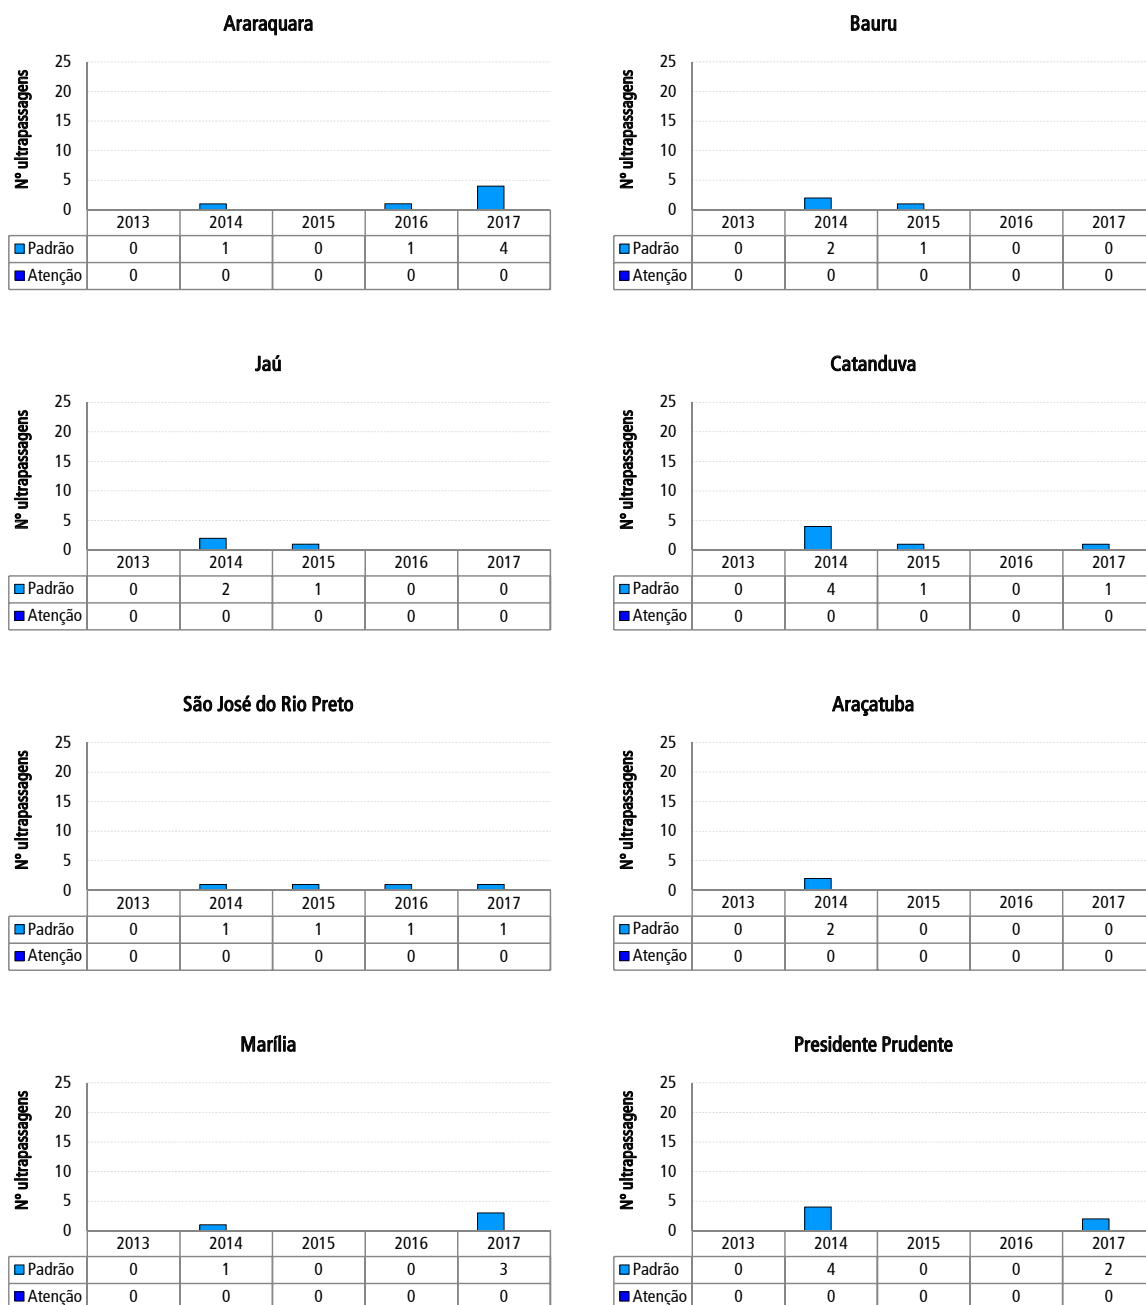 Araraquara
Nº ultrapassagens
25
20
15
10
5
0
2013 2014 2015 2016 2017
Padrão 0 1 0 1 4
Atenção 0 0 0 0 0
Bauru
Nº ultrapassagens
25
20
15
10
5
0
2013 2014 2015 2016 2017
Padrão 0 2 1 0 0
Atenção 0 0 0 0 0
Jaú
Nº ultrapassagens
25
20
15
10
5
0
2013 2014 2015 2016 2017
Padrão 0 2 1 0 0
Atenção 0 0 0 0 0
Catanduva
Nº ultrapassagens
25
20
15
10
5
0
2013 2014 2015 2016 2017
Padrão 0 4 1 0 1
Atenção 0 0 0 0 0
São José do Rio Preto
Nº ultrapassagens
25
20
15
10
5
0
2013 2014 2015 2016 2017
Padrão 0 1 1 1 1
Atenção 0 0 0 0 0
Araçatuba
Nº ultrapassagens
25
20
15
10
5
0
2013 2014 2015 2016 2017
Padrão 0 2 0 0 0
Atenção 0 0 0 0 0
Marília
Nº ultrapassagens
25
20
15
10
5
0
2013 2014 2015 2016 2017
Padrão 0 1 0 0 3
Atenção 0 0 0 0 0
Presidente Prudente
Nº ultrapassagens
25
20
15
10
5
0
2013 2014 2015 2016 2017
Padrão 0 4 0 0 2
Atenção 0 0 0 0 0